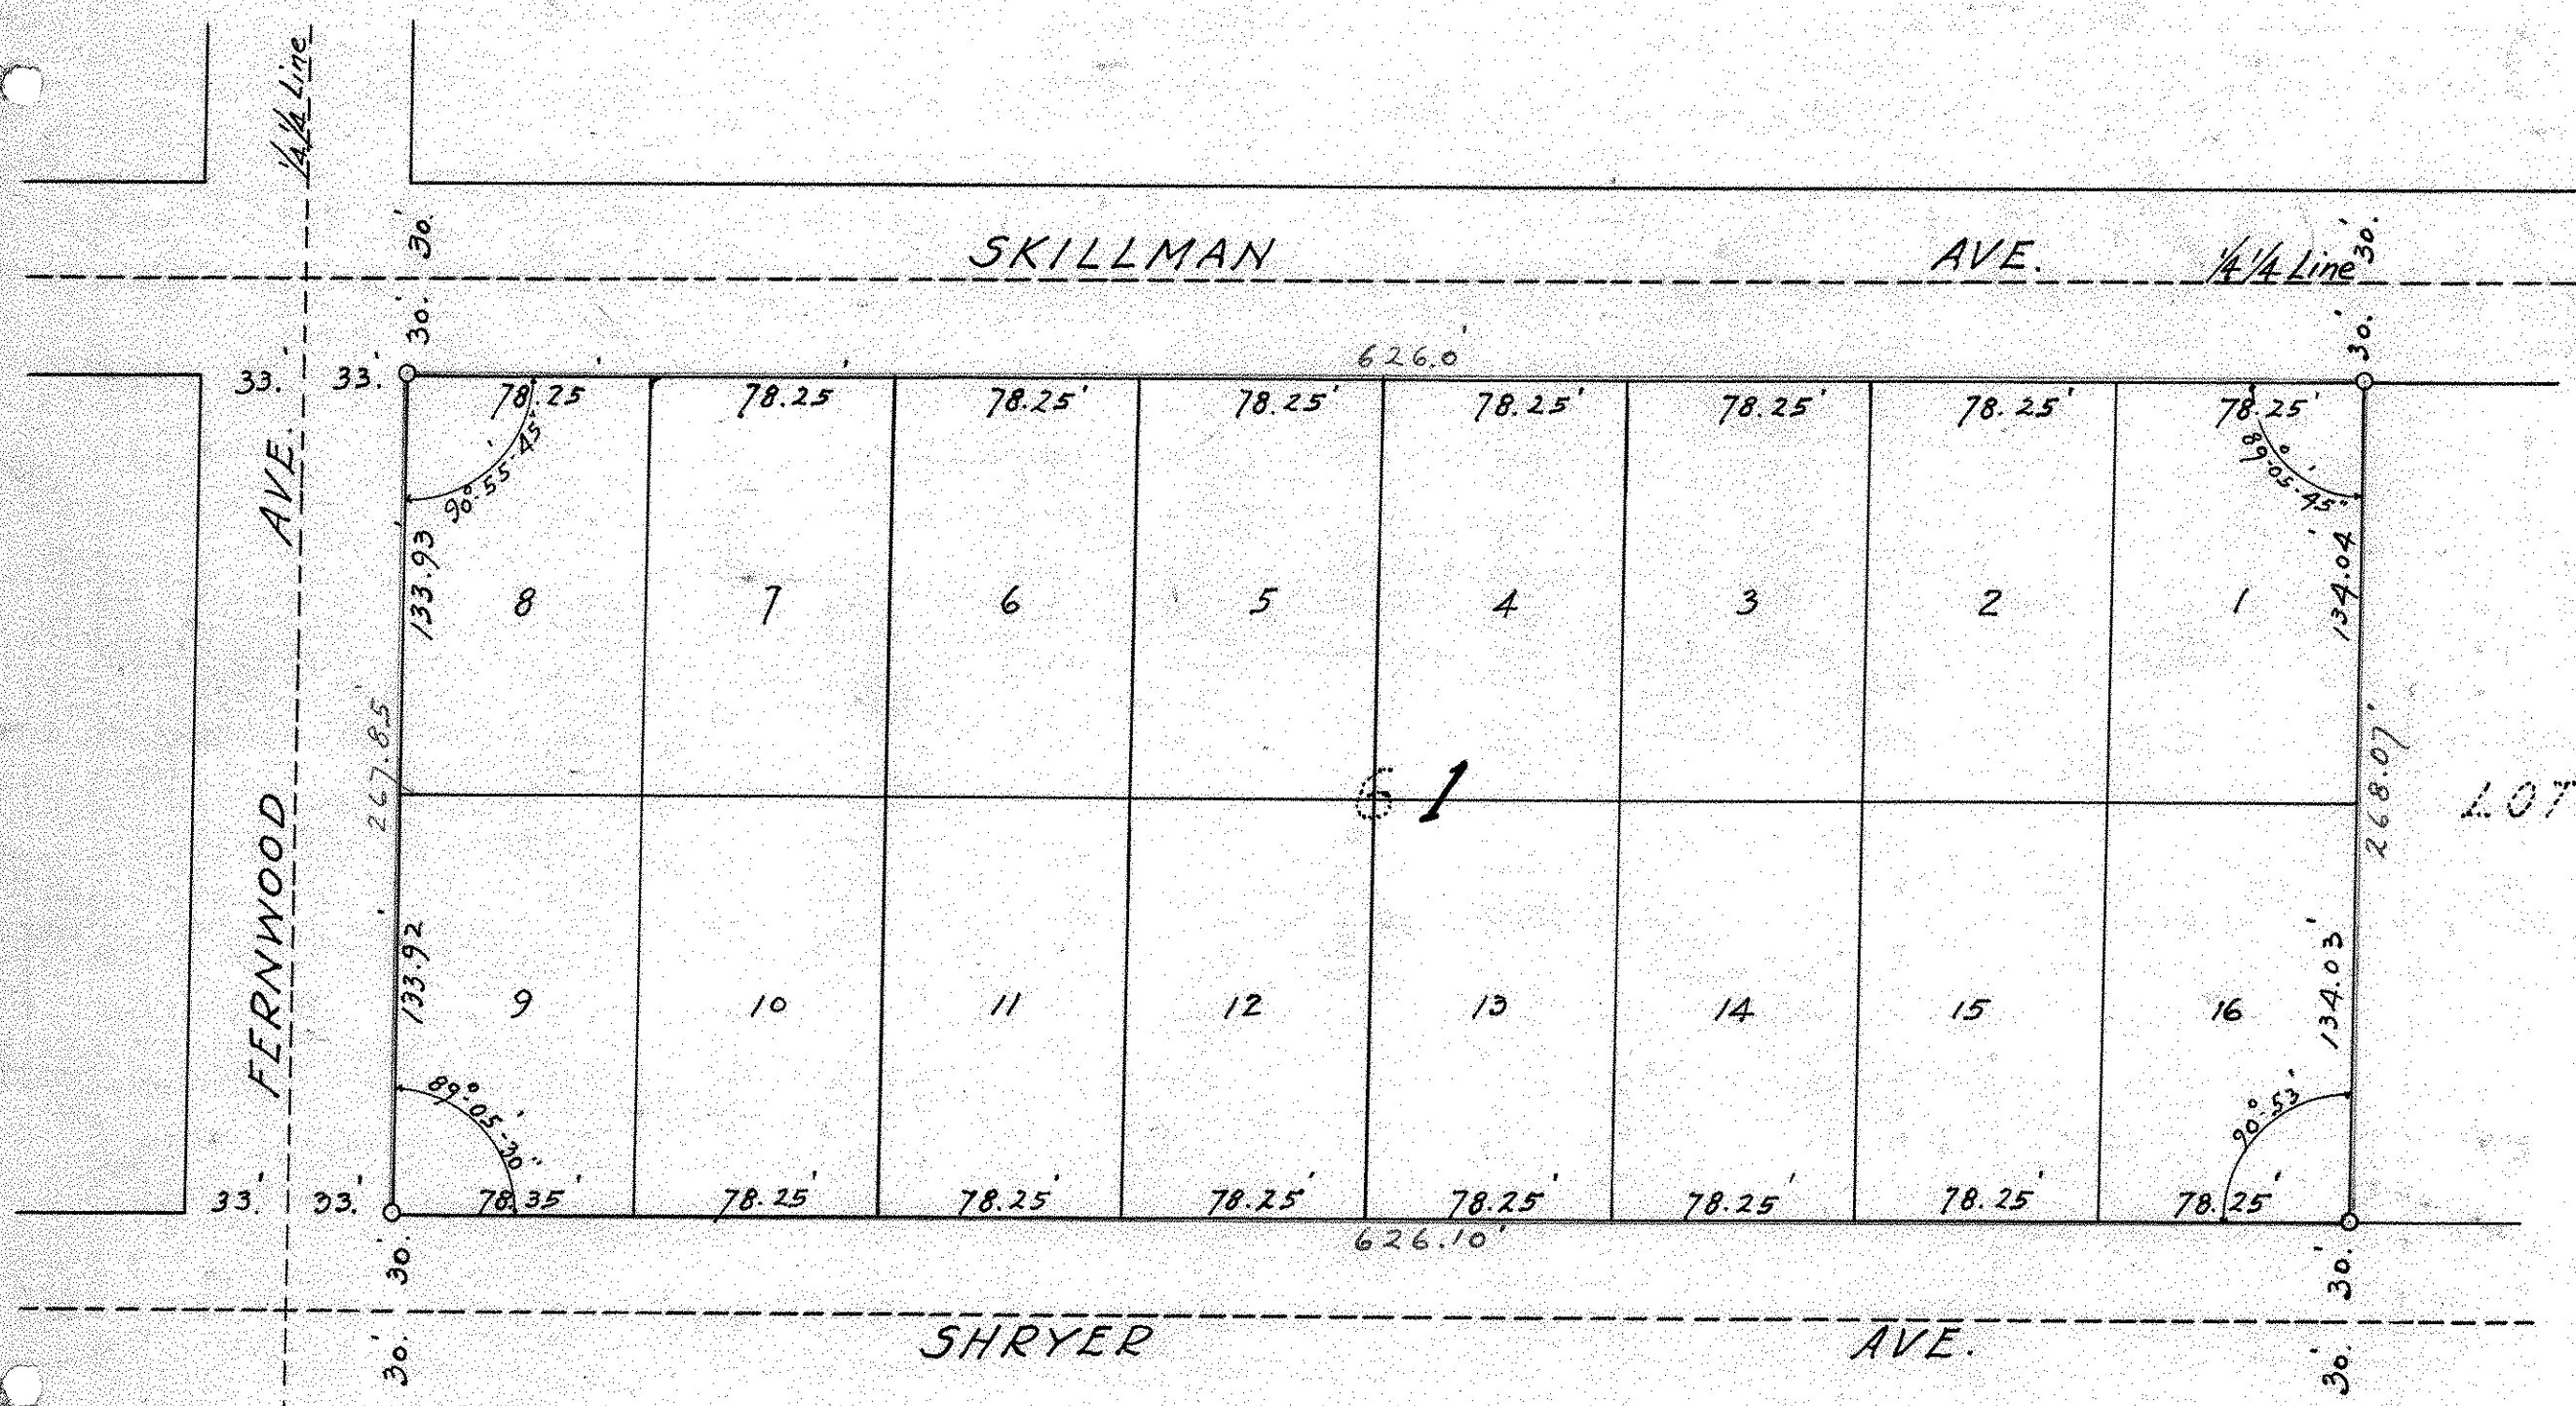 1/4 1/4 Line
30.'
30.'
SKILLMAN AVE.
1/4 1/4 Line
30.'
30.'
33.' 33.'
626.0'
78.25' 78.25' 78.25' 78.25' 78.25' 78.25' 78.25' 78.25'
90°-55'-45
89°-05'-45"
133.93'
134.04'
8 7 6 5 4 3 2 1
FERNWOOD AVE.
267.85'
6 1
268.07'
LOT
133.92'
134.03'
9 10 11 12 13 14 15 16
89°-05'-30"
90°-53'
33.' 33.'
78.35' 78.25' 78.25' 78.25' 78.25' 78.25' 78.25' 78.25'
626.10'
30.'
30.'
SHRYER AVE.
30.'
30.'